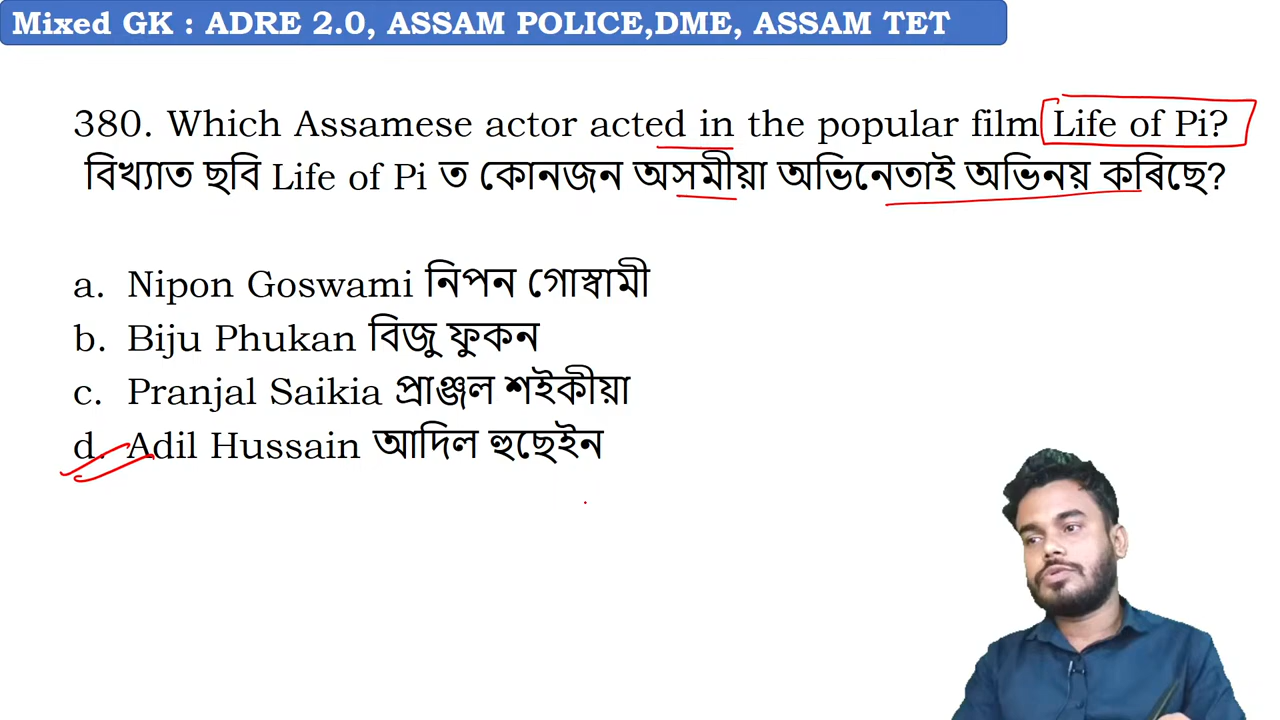 Mixed GK : ADRE 2.0, ASSAM POLICE,DME, ASSAM TET
380. Which Assamese actor acted in the popular film Life of Pi?
বিখ্যাত ছবি Life of Pi ত কোনজন অসমীয়া অভিনেতাই অভিনয় কৰিছে?
a. Nipon Goswami নিপন গোস্বামী
b. Biju Phukan বিজু ফুকন
c. Pranjal Saikia প্ৰাঞ্জল শইকীয়া
d. Adil Hussain আদিল হুছেইন